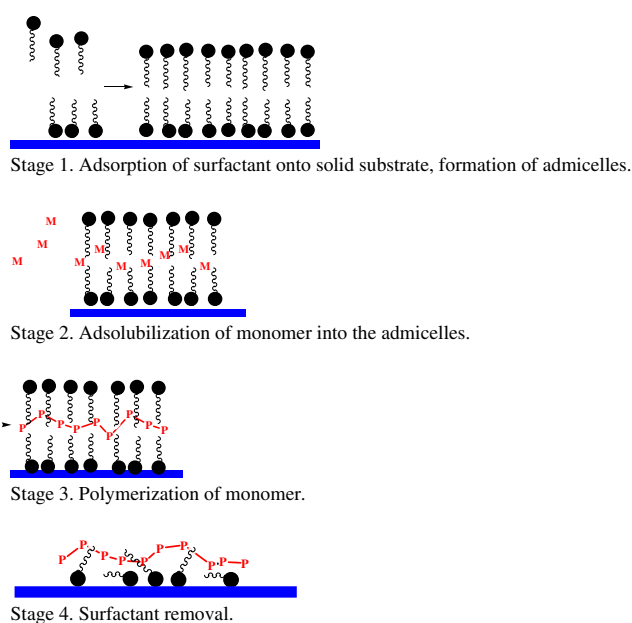 Stage 1. Adsorption of surfactant onto solid substrate, formation of admicelles.
M
M
M
M
M
M
M
M
M
M
Stage 2. Adsolubilization of monomer into the admicelles.
P P P P P P P P P
Stage 3. Polymerization of monomer.
P P P P P P P P P P
Stage 4. Surfactant removal.